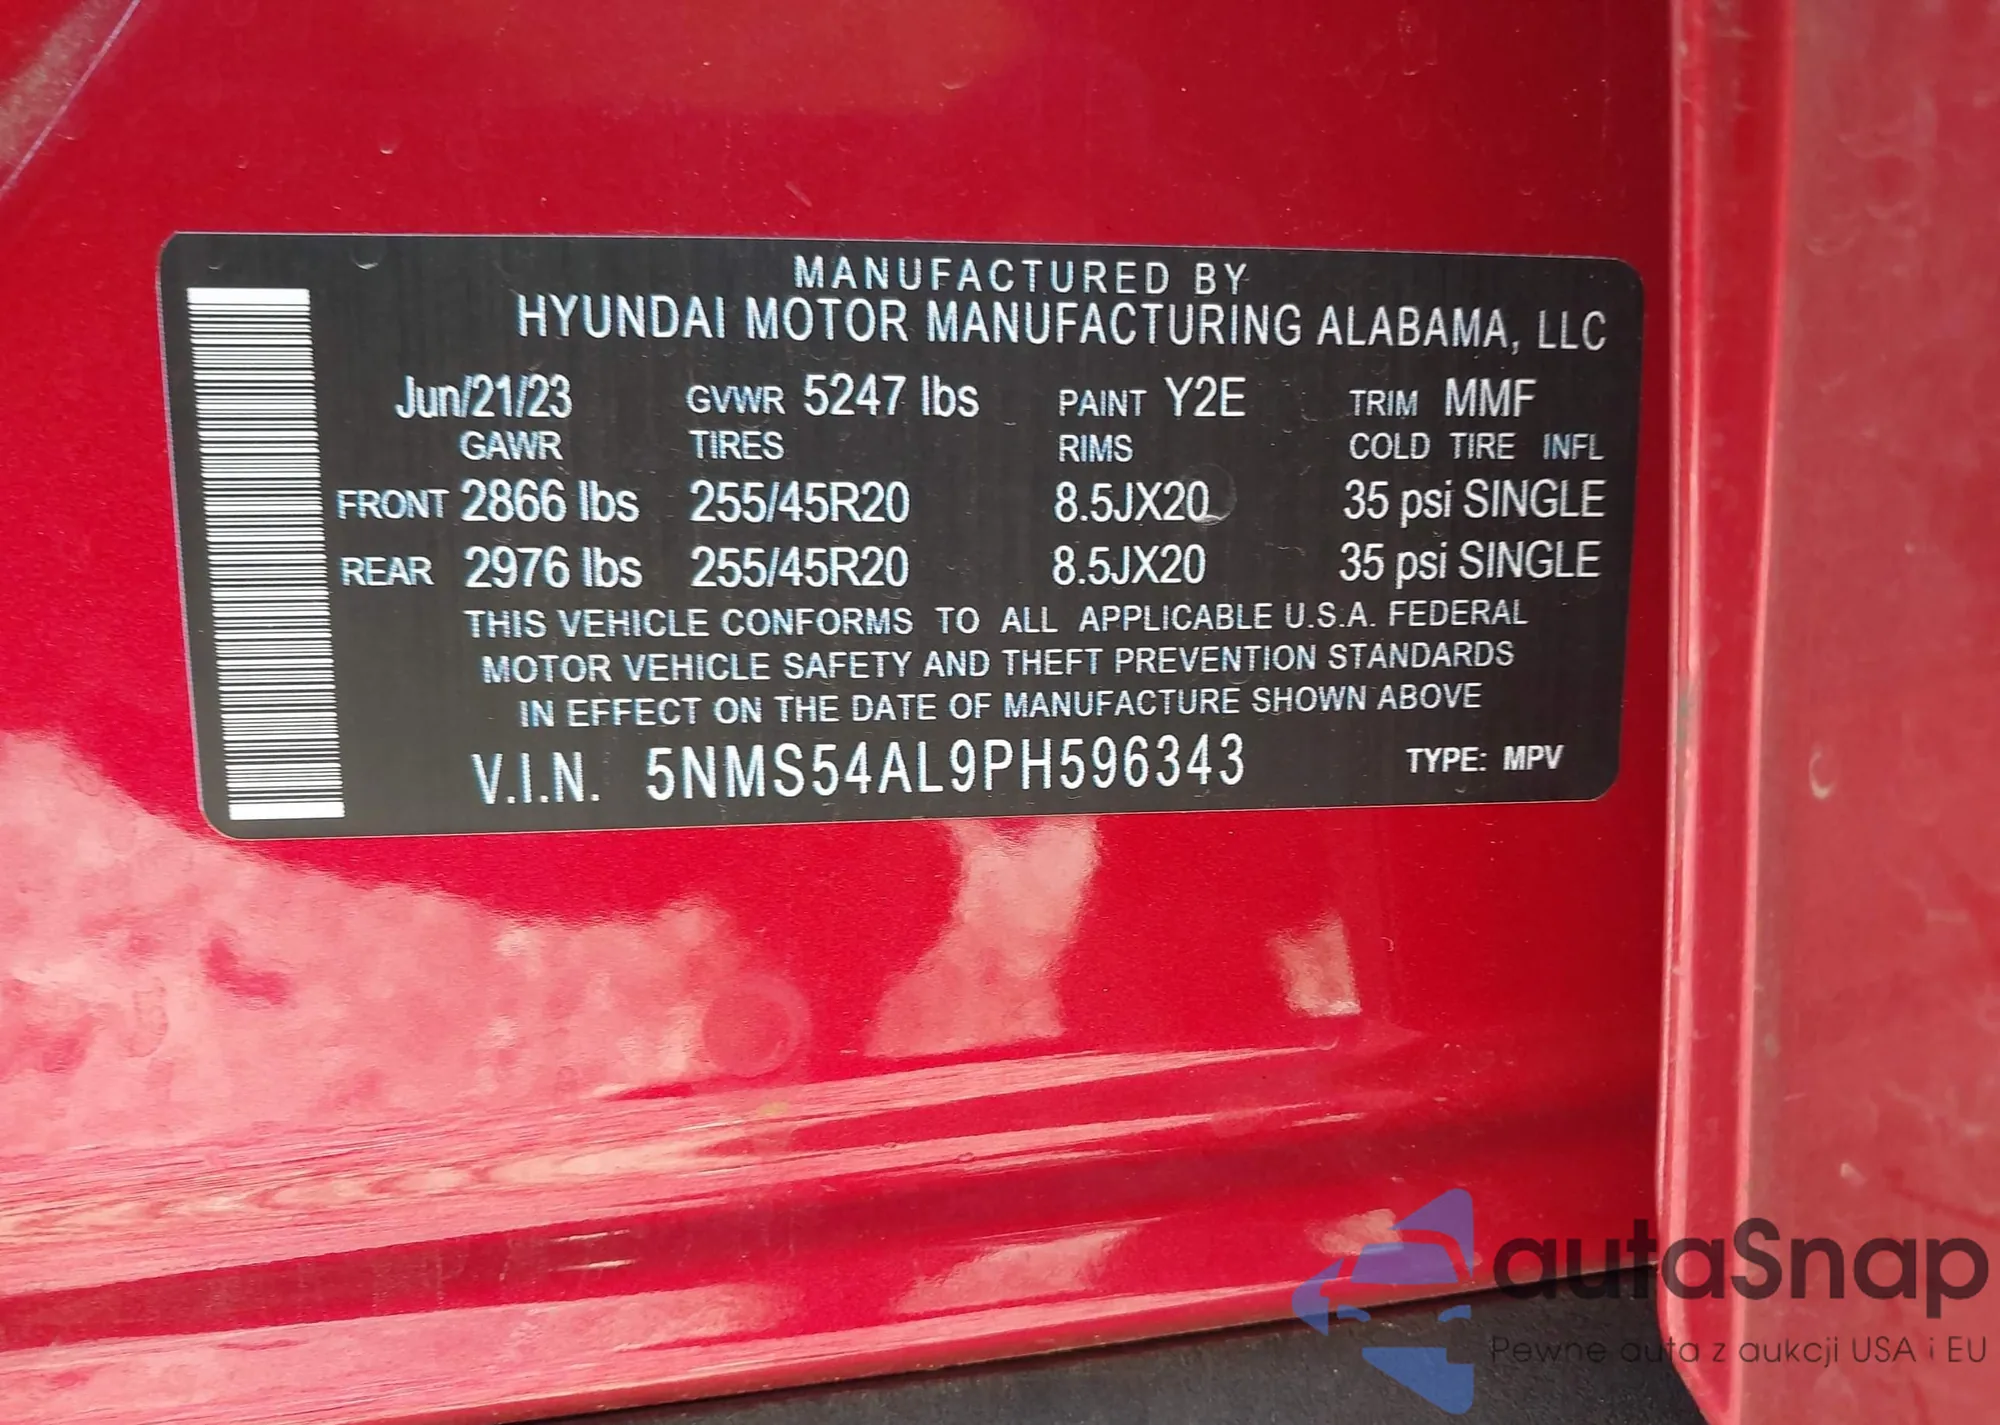 MANUFACTURED BY
HYUNDAI MOTOR MANUFACTURING ALABAMA, LLC
Jun/21/23 GVWR 5247 lbs PAINT Y2E TRIM MMF
GAWR TIRES RIMS COLD TIRE INFL
FRONT 2866 lbs 255/45R20 8.5JX20 35 psi SINGLE
REAR 2976 lbs 255/45R20 8.5JX20 35 psi SINGLE
THIS VEHICLE CONFORMS TO ALL APPLICABLE U.S.A. FEDERAL
MOTOR VEHICLE SAFETY AND THEFT PREVENTION STANDARDS
IN EFFECT ON THE DATE OF MANUFACTURE SHOWN ABOVE
V.I.N. 5NMS54AL9PH596343 TYPE: MPV
autaSnap
Pewne auta z aukcji USA i EU